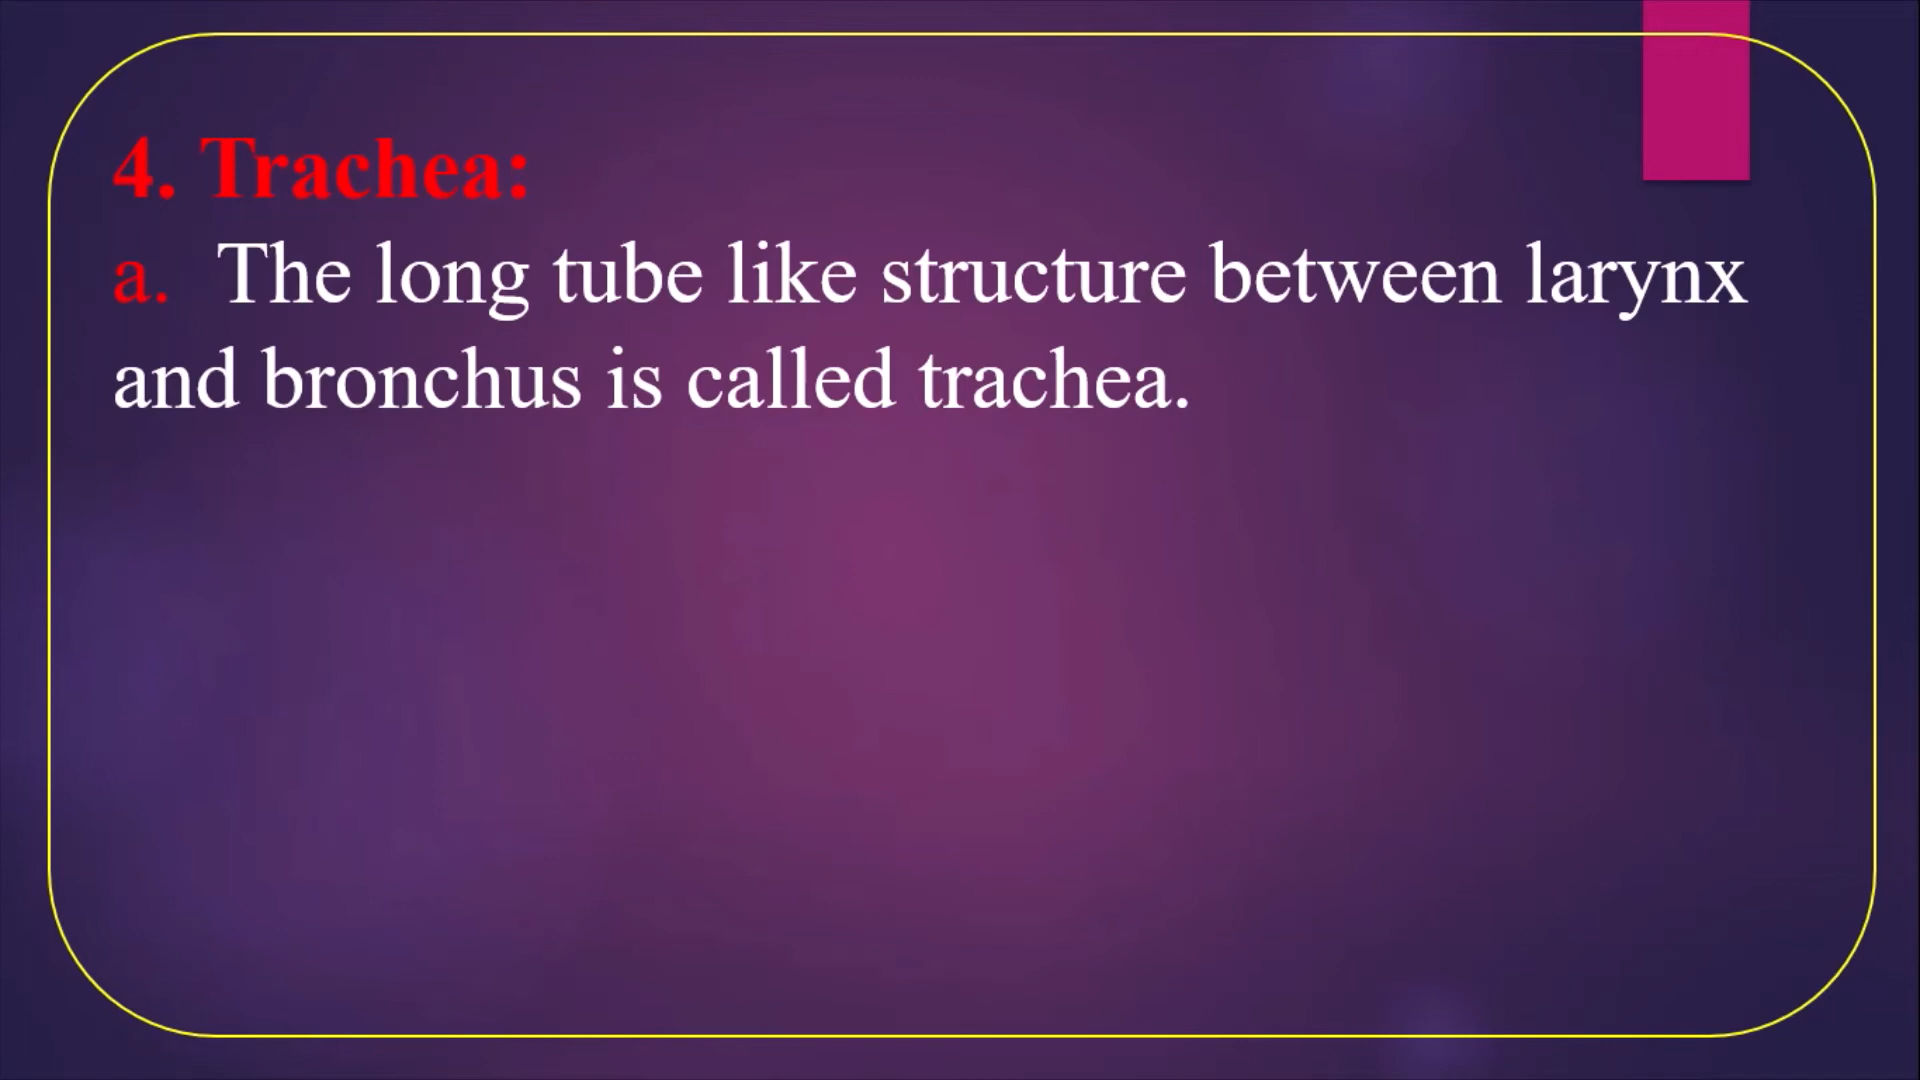 4. Trachea:
a. The long tube like structure between larynx
and bronchus is called trachea.